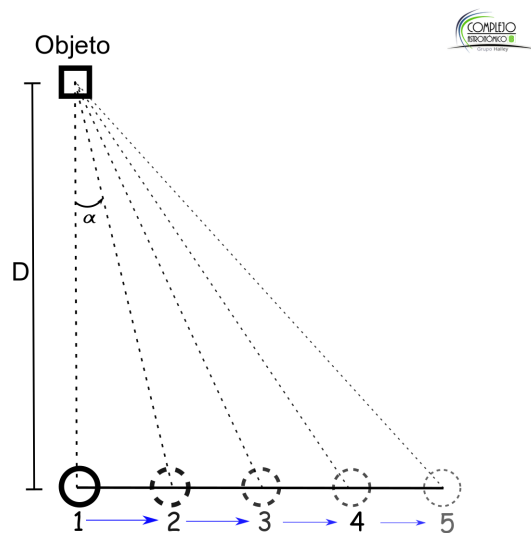 COMPLEJO
ASTRONÓMICO
Grupo Halley
Objeto
α
D
1 2 3 4 5